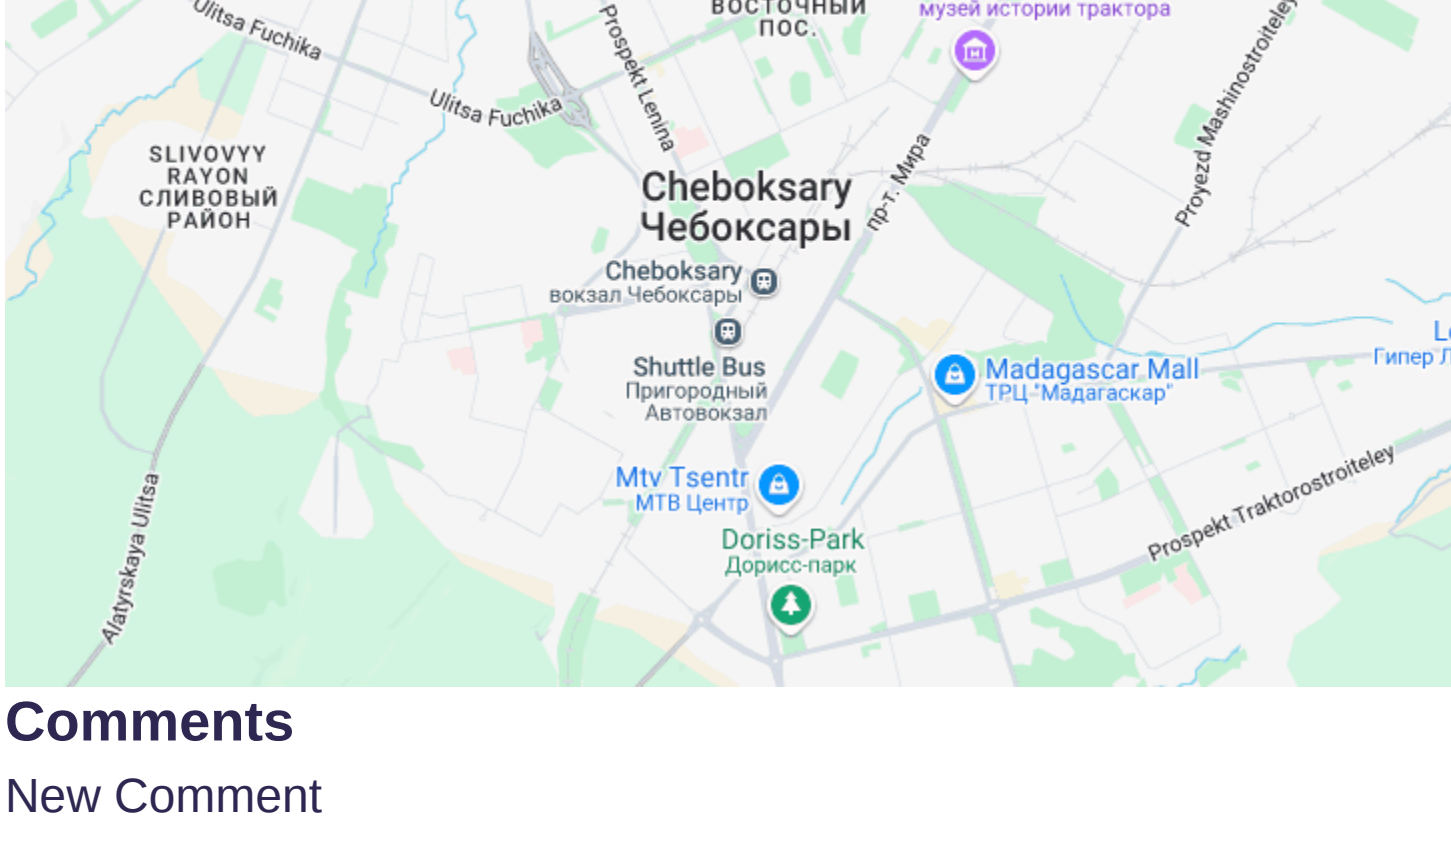 Ulitsa Fuchika
Prospekt Lenina
ВОСТОЧНЫЙ
ПОС.
музей истории трактора
Proyezd Mashinostroiteley
Ulitsa Fuchika
SLIVOVYY
RAYON
СЛИВОВЫЙ
РАЙОН
пр-т. Мира
Cheboksary
Чебоксары
Cheboksary
вокзал Чебоксары
Shuttle Bus
Пригородный
Автовокзал
Madagascar Mall
ТРЦ "Мадагаскар"
Гипер
Mtv Tsentr
МТВ Центр
Alatyrskaya Ulitsa
Prospekt Traktorostroiteley
Doriss-Park
Дорисс-парк
Comments
New Comment